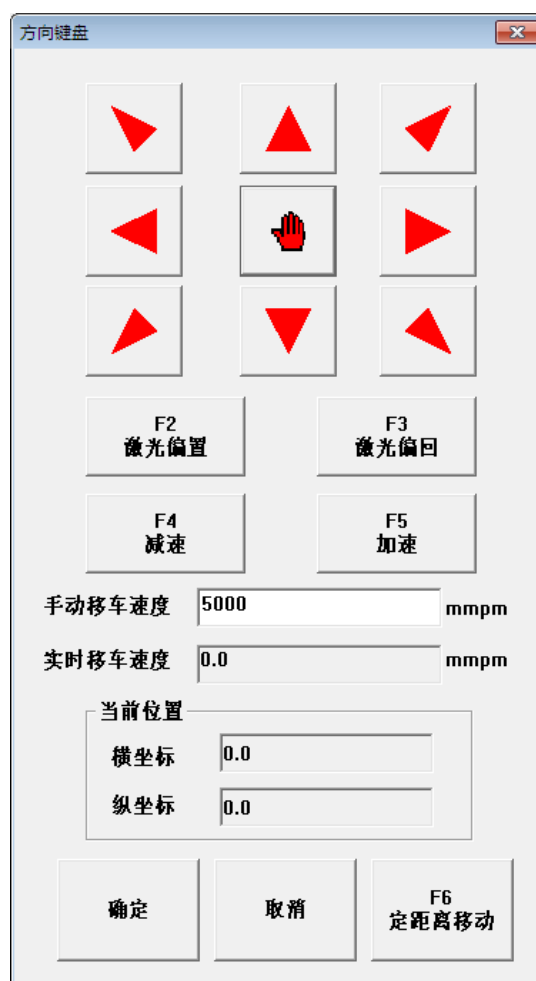 方向键盘
F2
激光偏置
F3
激光偏回
F4
减速
F5
加速
手动移车速度 5000 mmpm
实时移车速度 0.0 mmpm
当前位置
横坐标 0.0
纵坐标 0.0
确定
取消
F6
定距离移动